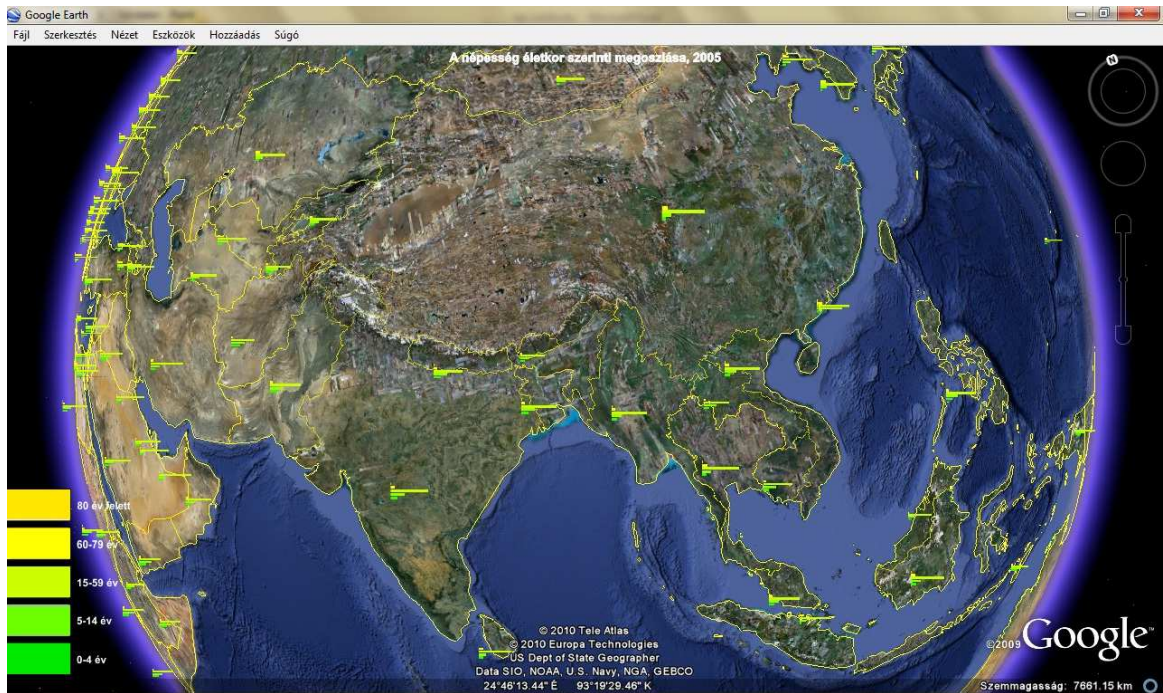 Google Earth
Fájl Szerkesztés Nézet Eszközök Hozzáadás Súgó
A népesség életkor szerinti megoszlása, 2005
N
80 év felett
60-79 év
15-59 év
5-14 év
0-4 év
© 2010 Tele Atlas
© 2010 Europa Technologies
US Dept of State Geographer
Data SIO, NOAA, U.S. Navy, NGA, GEBCO
24°46'13.44" É 93°19'29.46" K
©2009 Google™
Szemmagasság: 7661.15 km